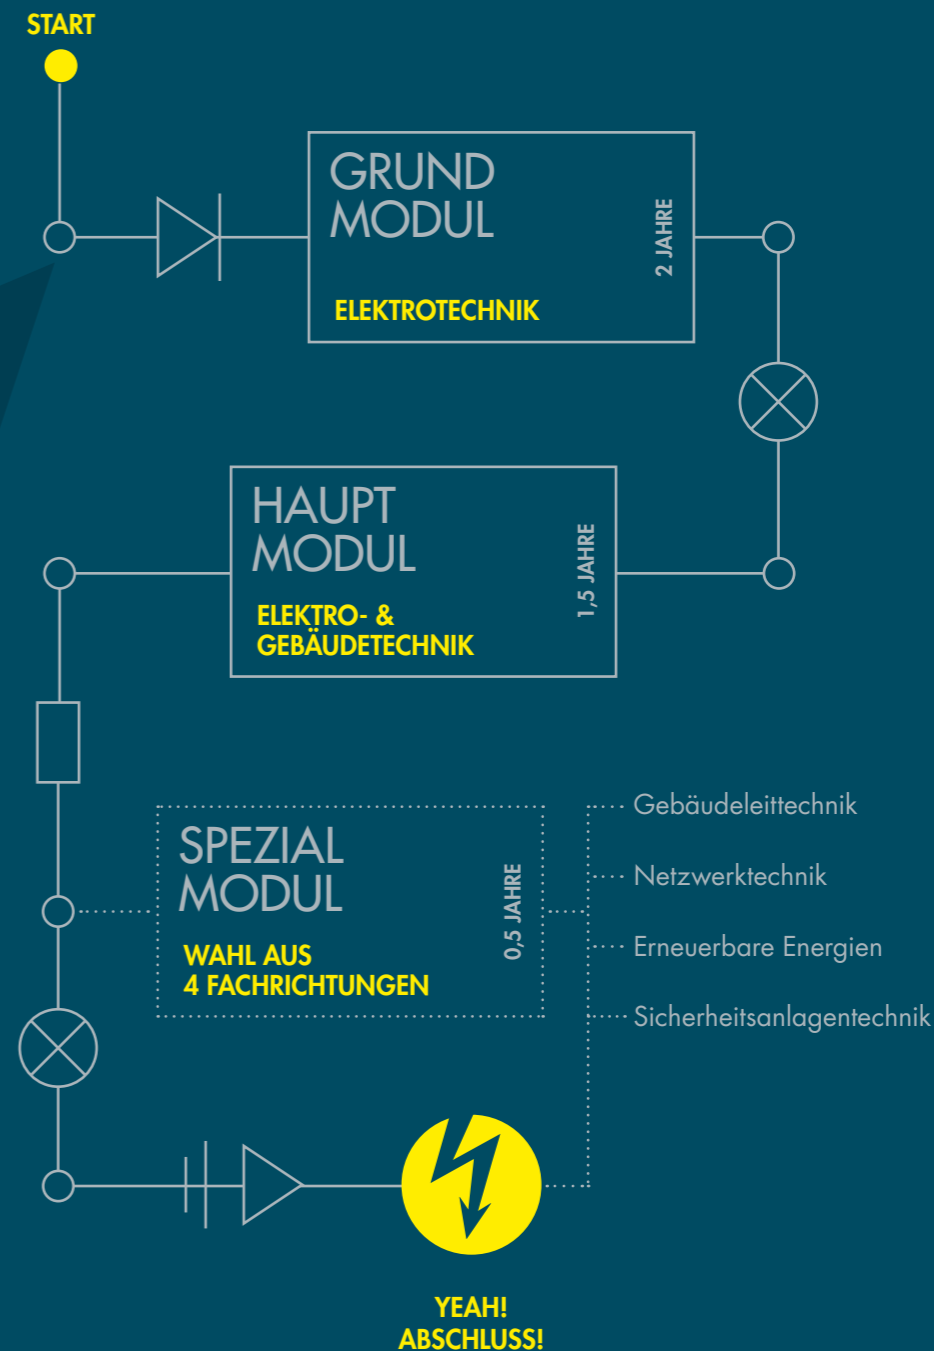 START
GRUND
MODUL
2 JAHRE
ELEKTROTECHNIK
HAUPT
MODUL
1,5 JAHRE
ELEKTRO- &
GEBÄUDETECHNIK
SPEZIAL
MODUL
0,5 JAHRE
WAHL AUS
4 FACHRICHTUNGEN
Gebäudeleittechnik
Netzwerktechnik
Erneuerbare Energien
Sicherheitsanlagentechnik
YEAH!
ABSCHLUSS!